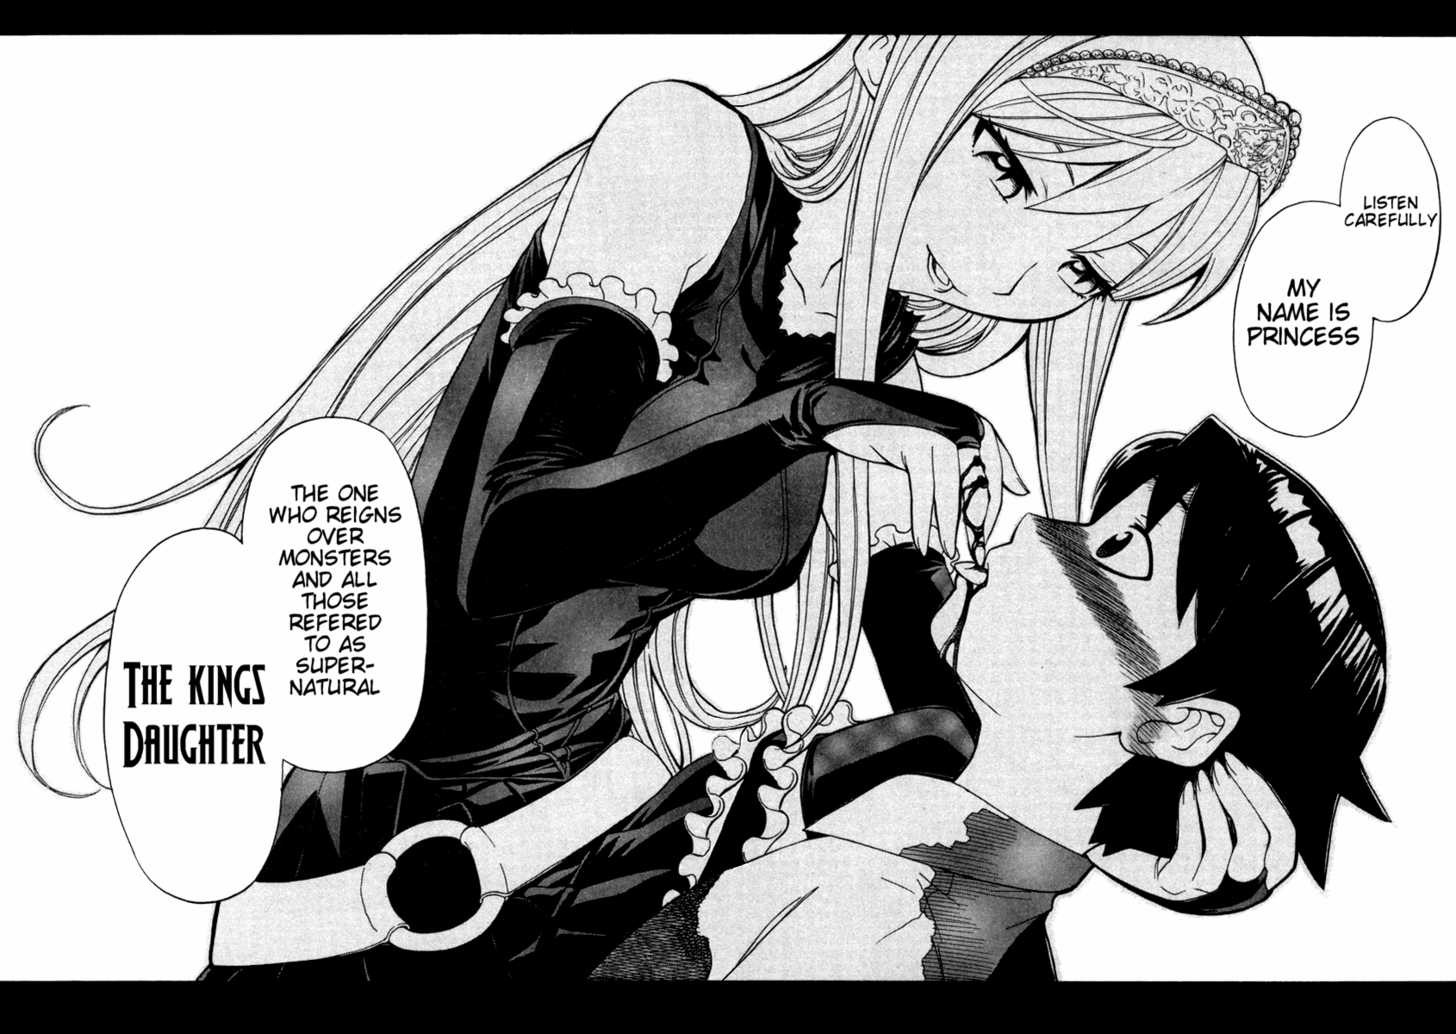 LISTEN
CAREFULLY
MY
NAME IS
PRINCESS
THE ONE
WHO REIGNS
OVER
MONSTERS
AND ALL
THOSE
REFERED
TO AS
SUPER-
NATURAL
THE KINGS
DAUGHTER